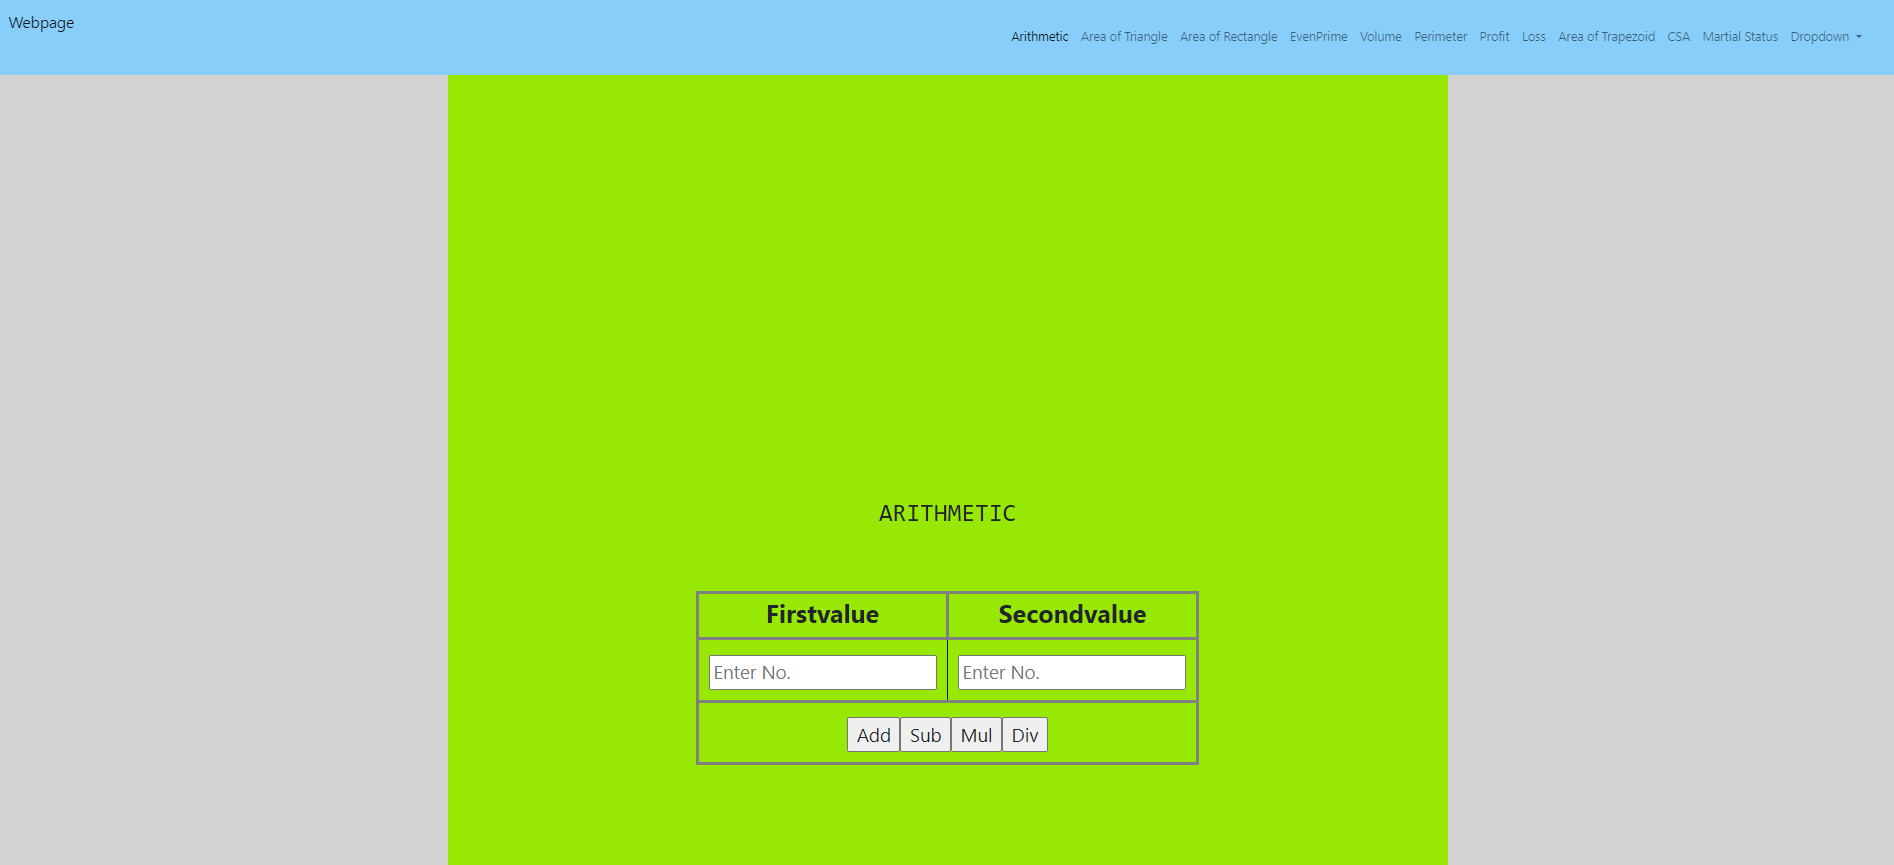 Webpage
Arithmetic Area of Triangle Area of Rectangle EvenPrime Volume Perimeter Profit Loss Area of Trapezoid CSA Martial Status Dropdown
ARITHMETIC
Firstvalue Secondvalue
Enter No. Enter No.
Add Sub Mul Div